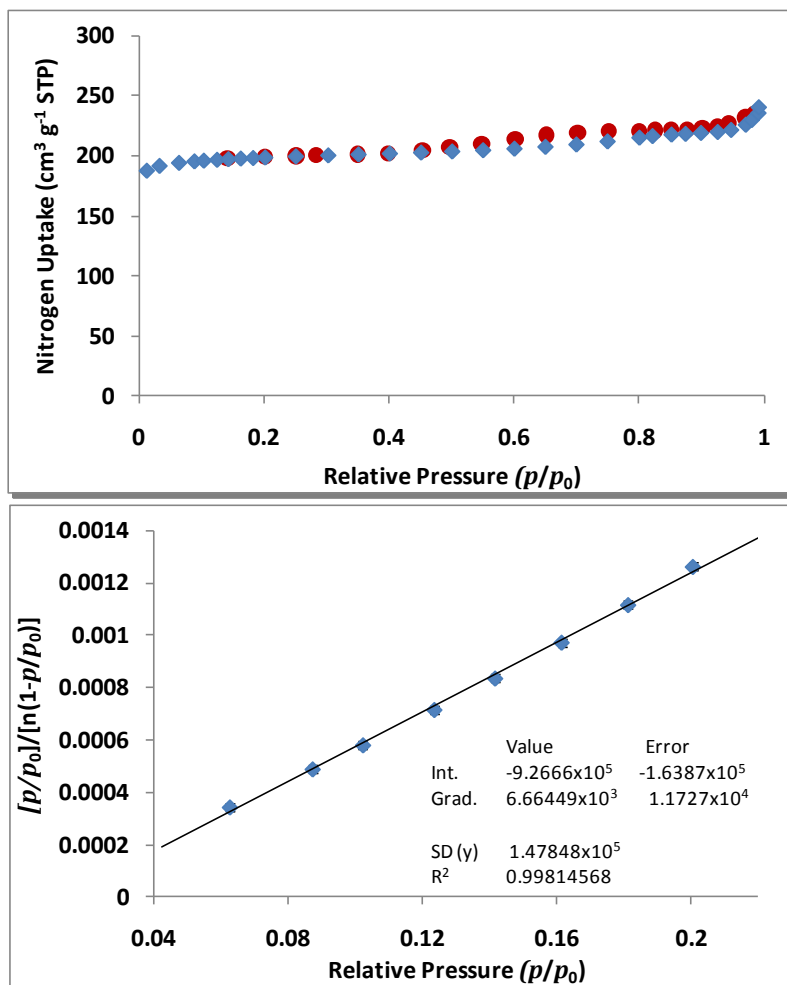 300
250
200
150
100
50
0
Nitrogen Uptake (cm³ g⁻¹ STP)
0 0.2 0.4 0.6 0.8 1
Relative Pressure (p/p₀)
0.0014
0.0012
0.001
0.0008
0.0006
0.0004
0.0002
0
[p/p₀]/[n(1-p/p₀)]
Value Error
Int. -9.2666x10⁵ -1.6387x10⁵
Grad. 6.66449x10³ 1.1727x10⁴
SD (y) 1.47848x10⁵
R² 0.99814568
0.04 0.08 0.12 0.16 0.2
Relative Pressure (p/p₀)